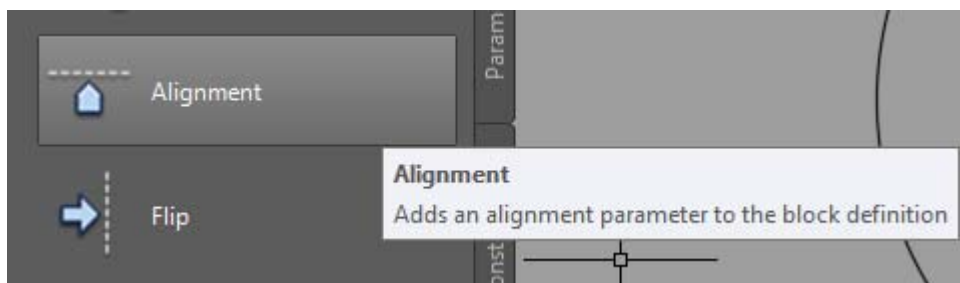 Param
Alignment
Alignment
Adds an alignment parameter to the block definition
Flip
onst